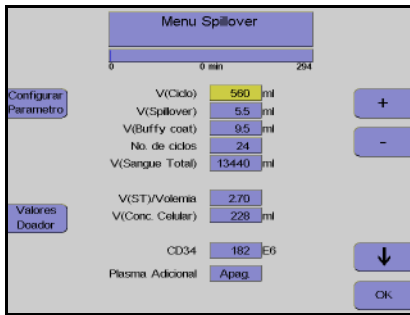 Menu Spillover
0 0 min 294
Configurar
Parametro
V(Ciclo) 560 ml
V(Spillover) 5.5 ml
V(Buffy coat) 9.5 ml
No. de ciclos 24
V(Sangue Total) 13440 ml
+
-
Valores
Doador
V(ST)/Volemia 2.70
V(Conc. Celular) 228 ml
CD34 182 E6
Plasma Adicional Apag.
↓
OK